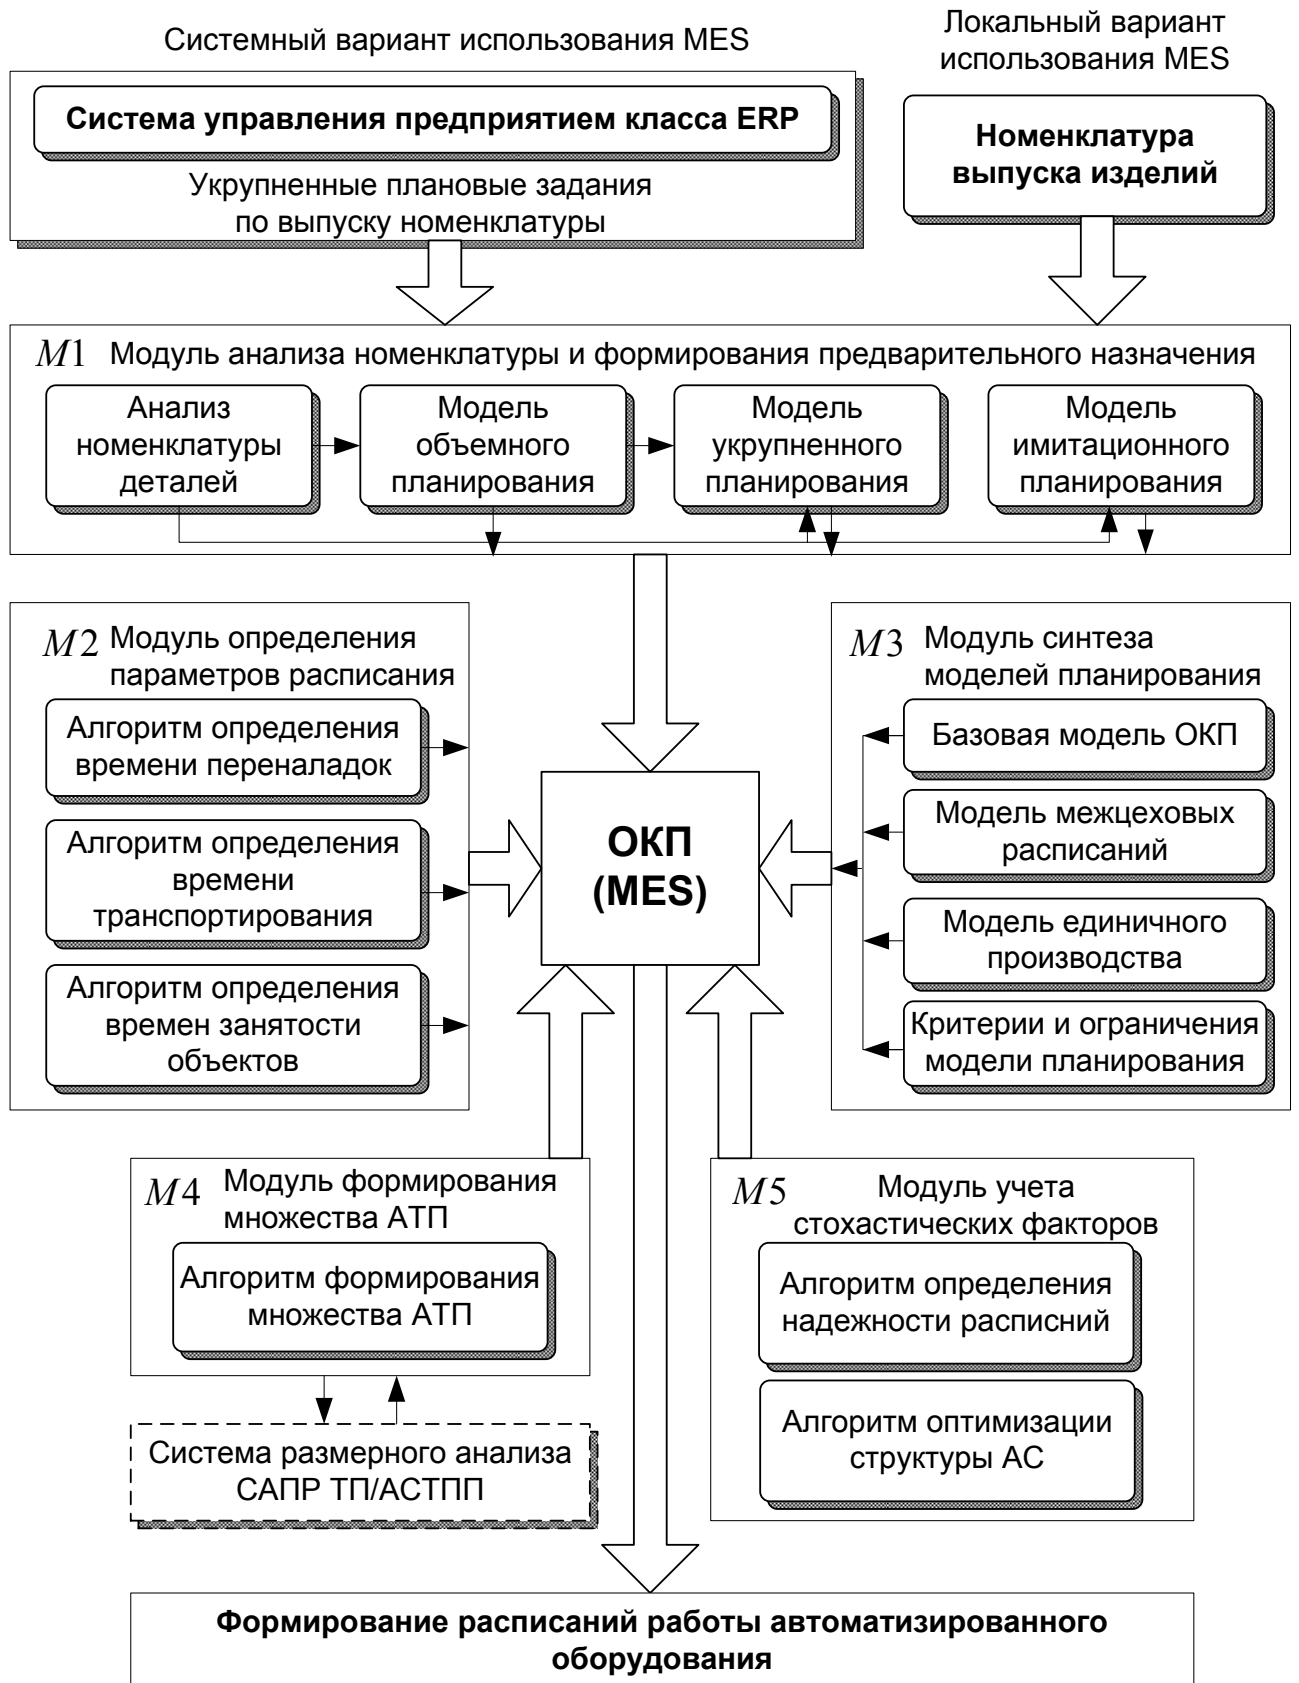 Системный вариант использования MES
Локальный вариант
использования MES
Система управления предприятием класса ERP
Укрупненные плановые задания
по выпуску номенклатуры
Номенклатура
выпуска изделий
M1 Модуль анализа номенклатуры и формирования предварительного назначения
Анализ
номенклатуры
деталей
Модель
объемного
планирования
Модель
укрупненного
планирования
Модель
имитационного
планирования
M2 Модуль определения
параметров расписания
Алгоритм определения
времени переналадок
Алгоритм определения
времени
транспортирования
Алгоритм определения
времен занятости
объектов
ОКП
(MES)
M3 Модуль синтеза
моделей планирования
Базовая модель ОКП
Модель межцеховых
расписаний
Модель единичного
производства
Критерии и ограничения
модели планирования
M4 Модуль формирования
множества АТП
Алгоритм формирования
множества АТП
Система размерного анализа
САПР ТП/АСТПП
M5 Модуль учета
стохастических факторов
Алгоритм определения
надежности расписний
Алгоритм оптимизации
структуры АС
Формирование расписаний работы автоматизированного
оборудования